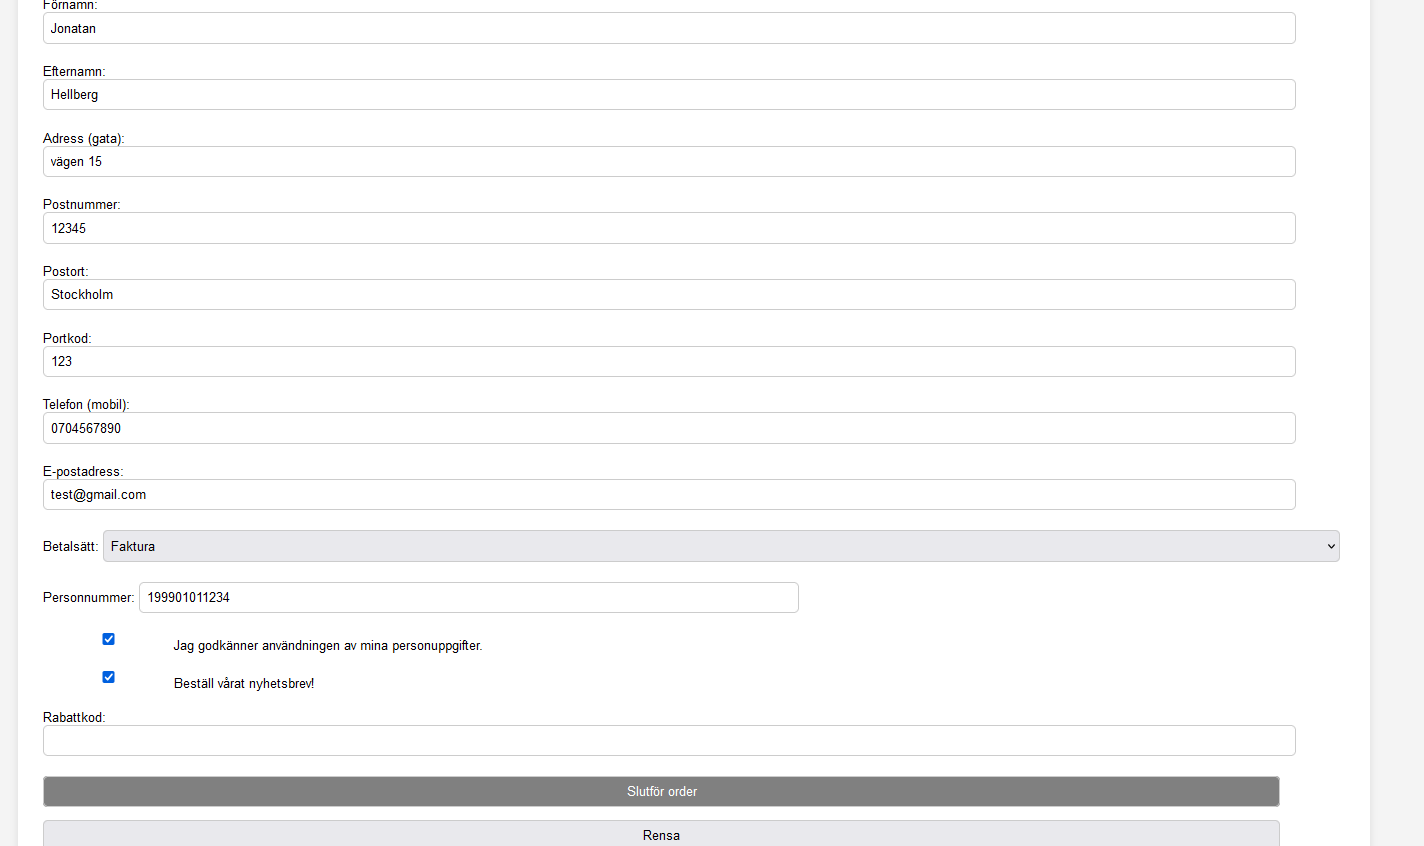 Förnamn:
Jonatan
Efternamn:
Hellberg
Adress (gata):
vägen 15
Postnummer:
12345
Postort:
Stockholm
Portkod:
123
Telefon (mobil):
0704567890
E-postadress:
test@gmail.com
Betalsätt: Faktura
Personnummer: 199901011234
Jag godkänner användningen av mina personuppgifter.
Beställ vårat nyhetsbrev!
Rabattkod:
Slutför order
Rensa